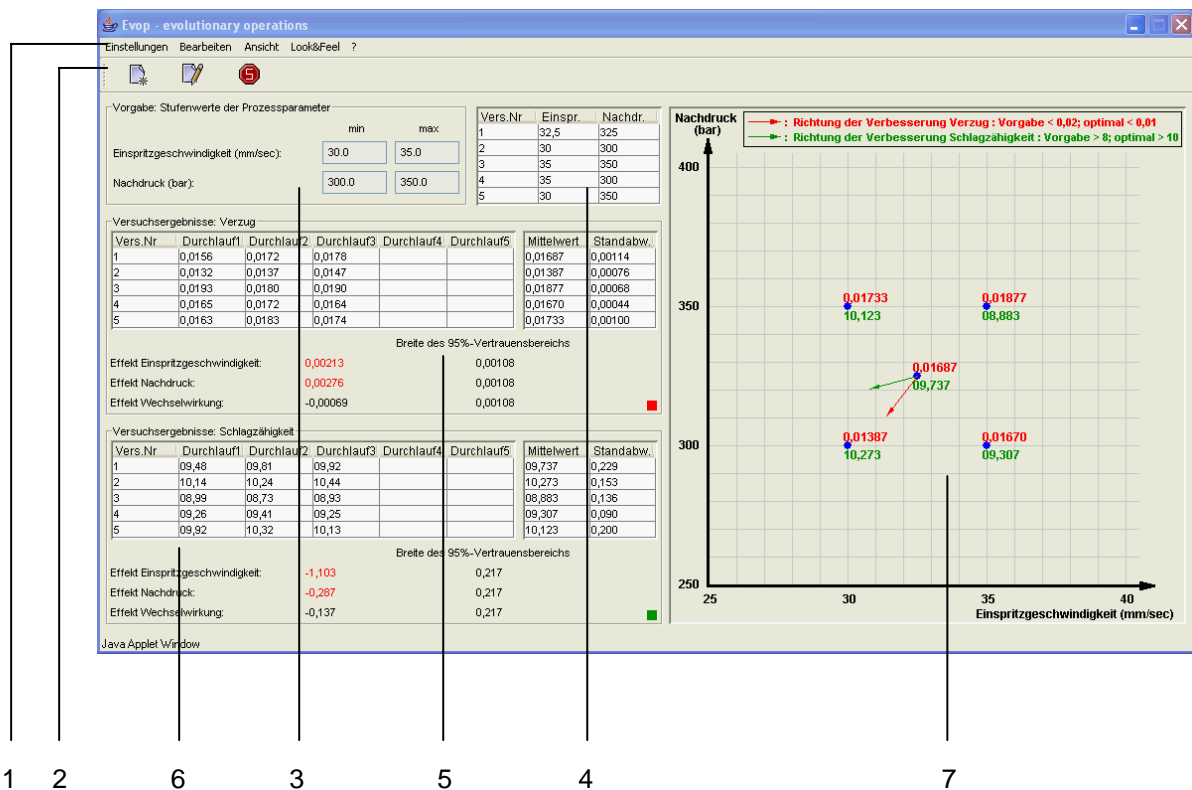 Evop - evolutionary operations
Einstellungen Bearbeiten Ansicht Look&Feel ?
Vorgabe: Stufenwerte der Prozessparameter
min max
Einspritzgeschwindigkeit (mm/sec): 30.0 35.0
Nachdruck (bar): 300.0 350.0
Vers.Nr Einspr. Nachdr.
1 32,5 325
2 30 300
3 35 350
4 35 300
5 30 350
Versuchsergebnisse: Verzug
Vers.Nr Durchlauf1 Durchlauf2 Durchlauf3 Durchlauf4 Durchlauf5 Mittelwert Standabw.
1 0,0156 0,0172 0,0178 0,01687 0,00114
2 0,0132 0,0137 0,0147 0,01387 0,00076
3 0,0193 0,0180 0,0190 0,01877 0,00068
4 0,0165 0,0172 0,0164 0,01670 0,00044
5 0,0163 0,0183 0,0174 0,01733 0,00100
Breite des 95%-Vertrauensbereichs
Effekt Einspritzgeschwindigkeit: 0,00213 0,00108
Effekt Nachdruck: 0,00276 0,00108
Effekt Wechselwirkung: -0,00069 0,00108
Versuchsergebnisse: Schlagzähigkeit
Vers.Nr Durchlauf1 Durchlauf2 Durchlauf3 Durchlauf4 Durchlauf5 Mittelwert Standabw.
1 09,48 09,81 09,92 09,737 0,229
2 10,14 10,24 10,44 10,273 0,153
3 08,99 08,73 08,93 08,883 0,136
4 09,26 09,41 09,25 09,307 0,090
5 09,92 10,32 10,13 10,123 0,200
Breite des 95%-Vertrauensbereichs
Effekt Einspritzgeschwindigkeit: -1,103 0,217
Effekt Nachdruck: -0,287 0,217
Effekt Wechselwirkung: -0,137 0,217
Java Applet Window
Nachdruck
(bar)
: Richtung der Verbesserung Verzug : Vorgabe < 0,02; optimal < 0,01
: Richtung der Verbesserung Schlagzähigkeit : Vorgabe > 8; optimal > 10
400
350
0,01733 0,01877
10,123 08,883
0,01687
09,737
300
0,01387 0,01670
10,273 09,307
250
25 30 35 40
Einspritzgeschwindigkeit (mm/sec)
1 2 6 3 5 4 7